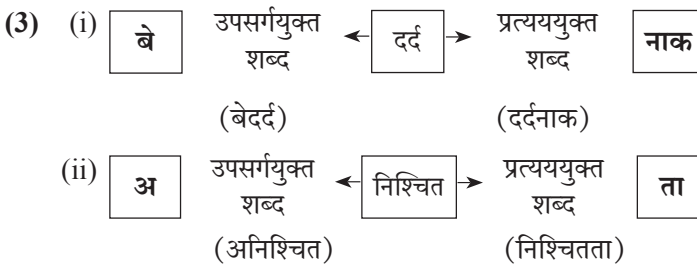 (3) (i) बे उपसर्गयुक्त ← दर्द → प्रत्यययुक्त नाक
शब्द शब्द
(बेदर्द) (दर्दनाक)
(ii) अ उपसर्गयुक्त ← निश्चित → प्रत्यययुक्त ता
शब्द शब्द
(अनिश्चित) (निश्चितता)